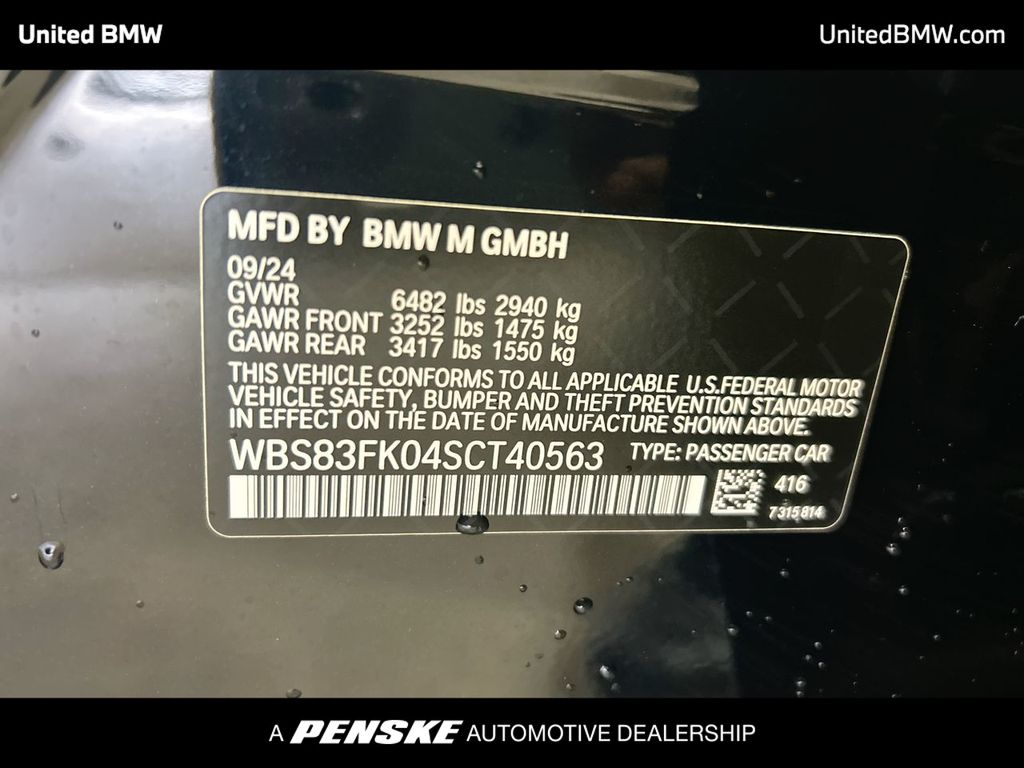 United BMW
UnitedBMW.com
MFD BY BMW M GMBH
09/24
GVWR 6482 lbs 2940 kg
GAWR FRONT 3252 lbs 1475 kg
GAWR REAR 3417 lbs 1550 kg
THIS VEHICLE CONFORMS TO ALL APPLICABLE U.S.FEDERAL MOTOR
VEHICLE SAFETY, BUMPER AND THEFT PREVENTION STANDARDS
IN EFFECT ON THE DATE OF MANUFACTURE SHOWN ABOVE.
WBS83FK04SCT40563 TYPE: PASSENGER CAR
416
7315814
A PENSKE AUTOMOTIVE DEALERSHIP